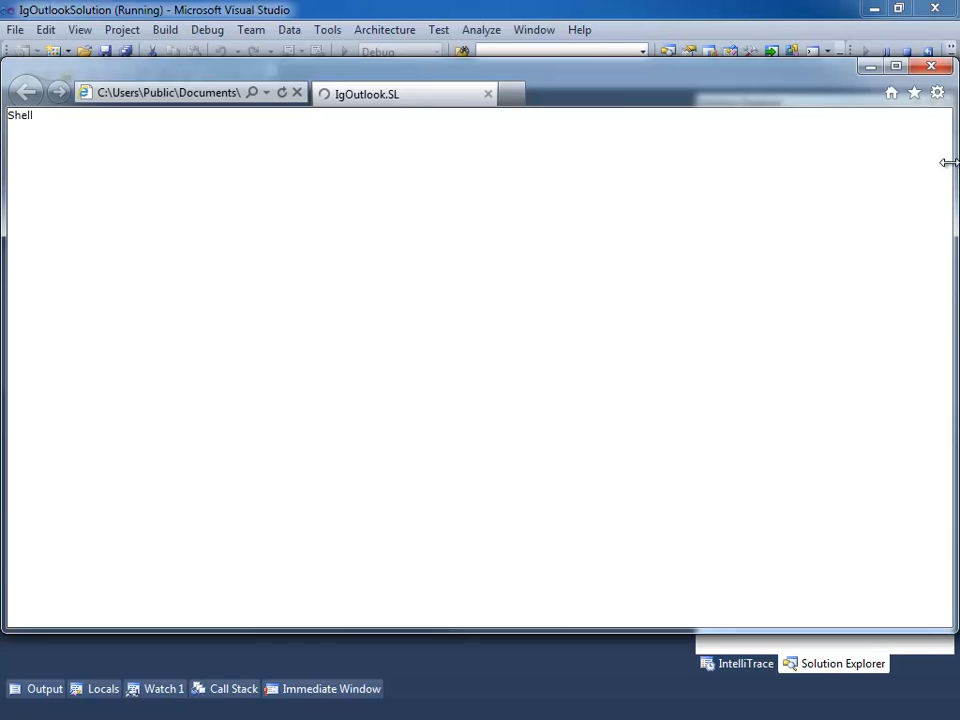 IgOutlookSolution (Running) - Microsoft Visual Studio
File Edit View Project Build Debug Team Data Tools Architecture Test Analyze Window Help
Debug
C:\Users\Public\Documents\ IgOutlook.SL
Shell
IntelliTrace Solution Explorer
Output Locals Watch 1 Call Stack Immediate Window